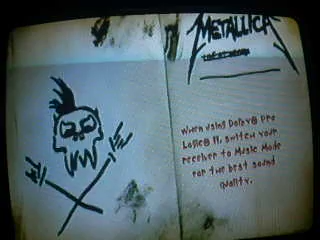 METALLICA
When using Dolby® Pro
Logic® II, switch your
receiver to Music Mode
for the best sound
quality.